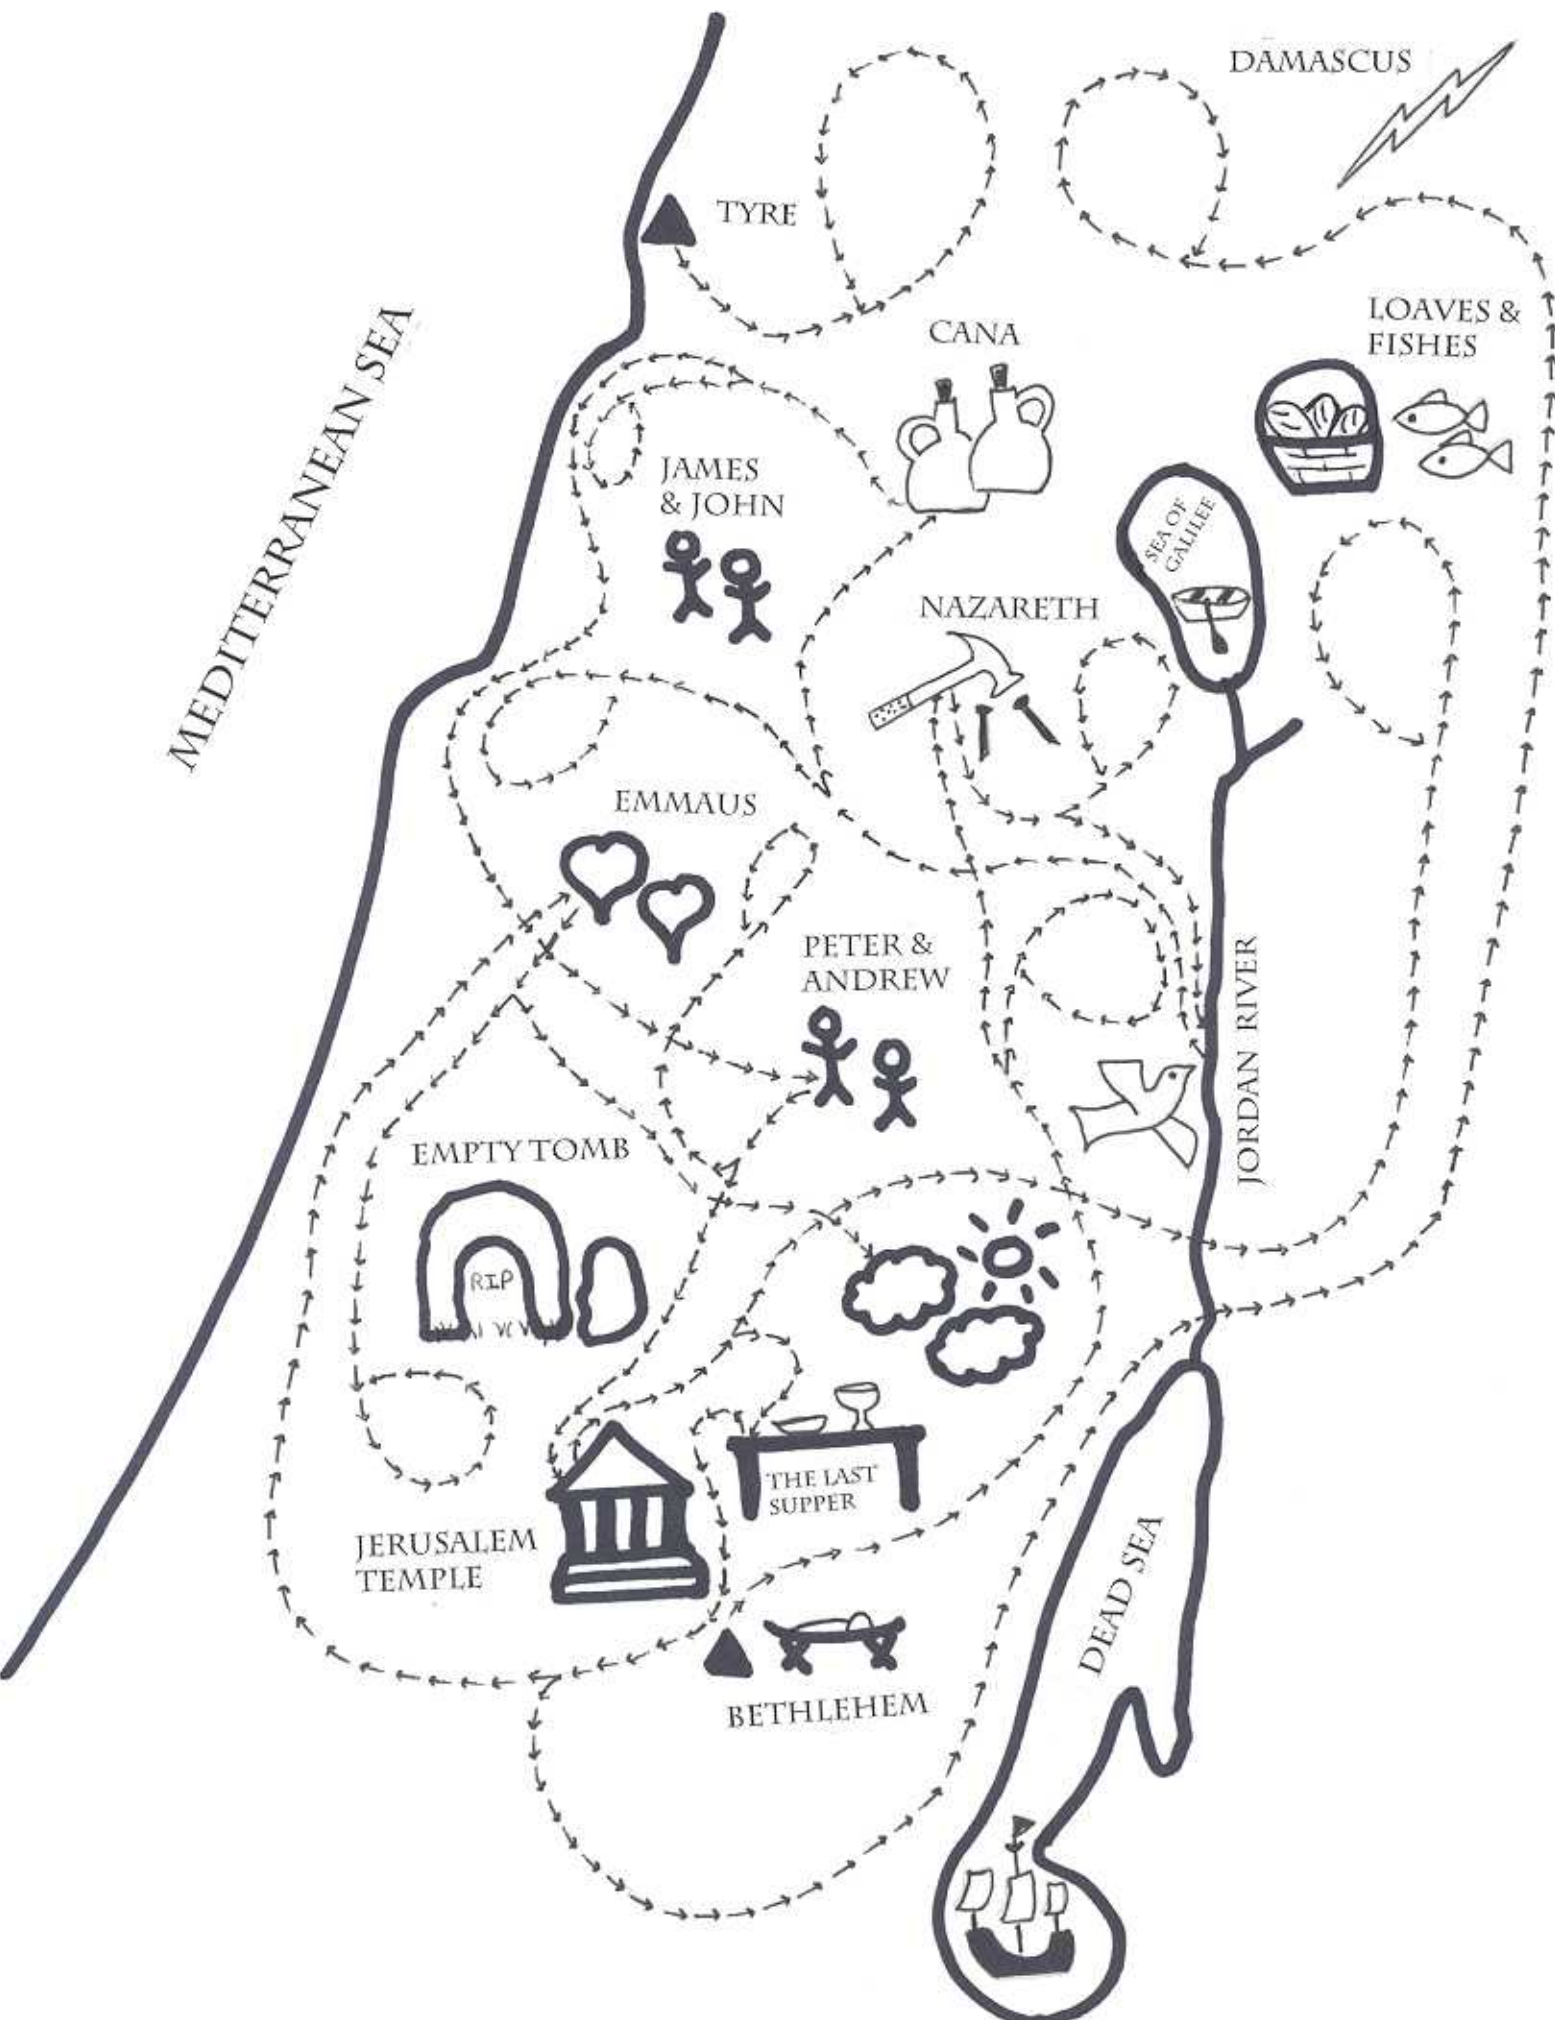 DAMASCUS
TYRE
MEDITERRANEAN SEA
CANA
LOAVES &
FISHES
JAMES
& JOHN
SEA OF
GALILEE
NAZARETH
EMMAUS
PETER &
ANDREW
JORDAN RIVER
EMPTY TOMB
RIP
THE LAST
SUPPER
JERUSALEM
TEMPLE
DEAD SEA
BETHLEHEM